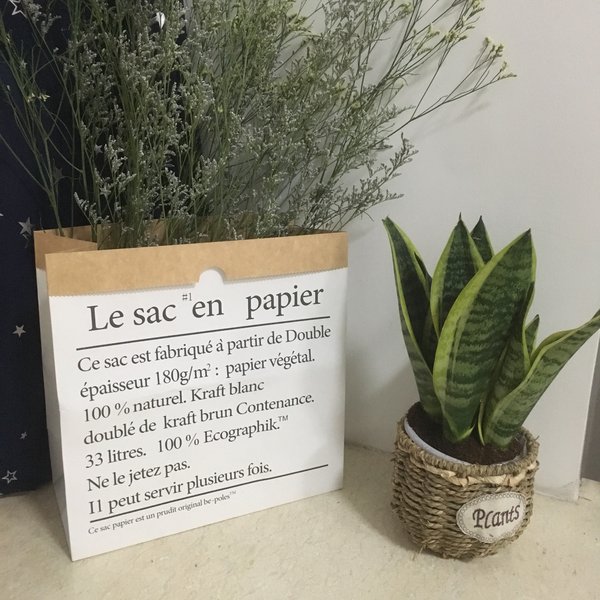 Le sac #1 en papier
Ce sac est fabriqué à partir de Double
épaisseur 180g/m² : papier végétal.
100 % naturel. Kraft blanc
doublé de kraft brun Contenance.
33 litres. 100 % Ecographik.™
Ne le jetez pas.
I1 peut servir plusieurs fois.
Ce sac papier est un prudit original be -poles™
Plants